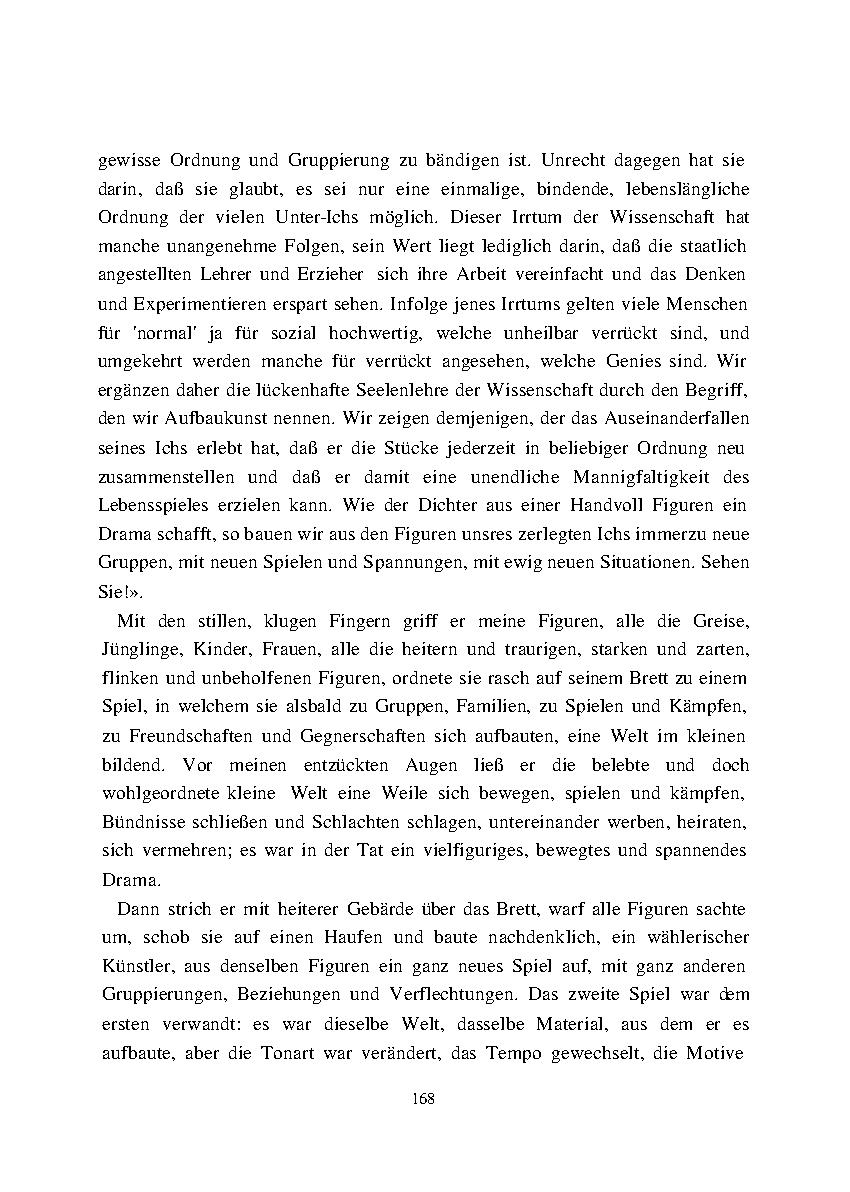 gewisse Ordnung und Gruppierung zu bändigen ist. Unrecht dagegen hat sie
darin, daß sie glaubt, es sei nur eine einmalige, bindende, lebenslängliche
Ordnung der vielen Unter-Ichs möglich. Dieser Irrtum der Wissenschaft hat
manche unangenehme Folgen, sein Wert liegt lediglich darin, daß die staatlich
angestellten Lehrer und Erzieher sich ihre Arbeit vereinfacht und das Denken
und Experimentieren erspart sehen. Infolge jenes Irrtums gelten viele Menschen
für 'normal' ja für sozial hochwertig, welche unheilbar verrückt sind, und
umgekehrt werden manche für verrückt angesehen, welche Genies sind. Wir
ergänzen daher die lückenhafte Seelenlehre der Wissenschaft durch den Begriff,
den wir Aufbaukunst nennen. Wir zeigen demjenigen, der das Auseinanderfallen
seines Ichs erlebt hat, daß er die Stücke jederzeit in beliebiger Ordnung neu
zusammenstellen und daß er damit eine unendliche Mannigfaltigkeit des
Lebensspieles erzielen kann. Wie der Dichter aus einer Handvoll Figuren ein
Drama schafft, so bauen wir aus den Figuren unsres zerlegten Ichs immerzu neue
Gruppen, mit neuen Spielen und Spannungen, mit ewig neuen Situationen. Sehen
Sie!».
Mit den stillen, klugen Fingern griff er meine Figuren, alle die Greise,
Jünglinge, Kinder, Frauen, alle die heitern und traurigen, starken und zarten,
flinken und unbeholfenen Figuren, ordnete sie rasch auf seinem Brett zu einem
Spiel, in welchem sie alsbald zu Gruppen, Familien, zu Spielen und Kämpfen,
zu Freundschaften und Gegnerschaften sich aufbauten, eine Welt im kleinen
bildend. Vor meinen entzückten Augen ließ er die belebte und doch
wohlgeordnete kleine Welt eine Weile sich bewegen, spielen und kämpfen,
Bündnisse schließen und Schlachten schlagen, untereinander werben, heiraten,
sich vermehren; es war in der Tat ein vielfiguriges, bewegtes und spannendes
Drama.
Dann strich er mit heiterer Gebärde über das Brett, warf alle Figuren sachte
um, schob sie auf einen Haufen und baute nachdenklich, ein wählerischer
Künstler, aus denselben Figuren ein ganz neues Spiel auf, mit ganz anderen
Gruppierungen, Beziehungen und Verflechtungen. Das zweite Spiel war dem
ersten verwandt: es war dieselbe Welt, dasselbe Material, aus dem er es
aufbaute, aber die Tonart war verändert, das Tempo gewechselt, die Motive
168